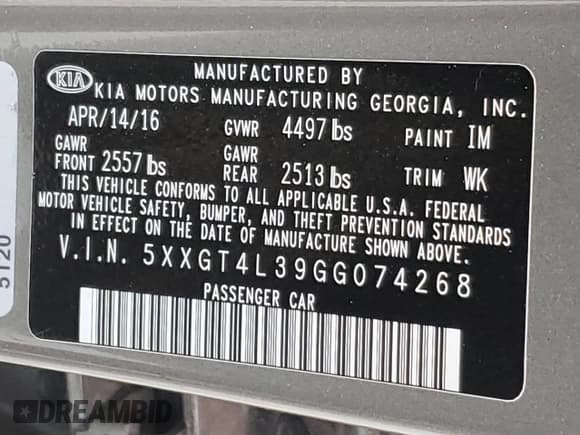 KIA
MANUFACTURED BY
KIA MOTORS MANUFACTURING GEORGIA, INC.
APR/14/16 GVWR 4497 lbs PAINT IM
GAWR FRONT 2557 lbs GAWR REAR 2513 lbs TRIM WK
THIS VEHICLE CONFORMS TO ALL APPLICABLE U.S.A. FEDERAL
MOTOR VEHICLE SAFETY, BUMPER, AND THEFT PREVENTION STANDARDS
IN EFFECT ON THE DATE OF MANUFACTURE SHOWN ABOVE.
V.I.N. 5XXGT4L39GG074268
PASSENGER CAR
5120
DREAMBID